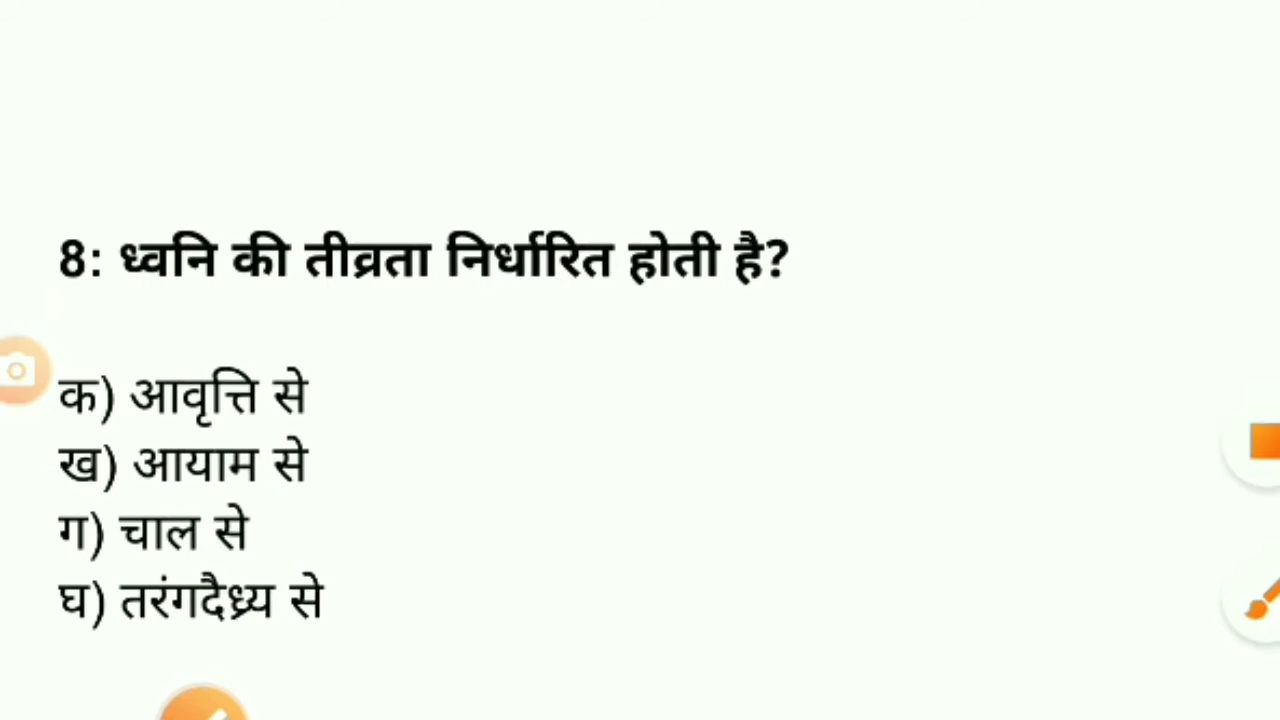 8: ध्वनि की तीव्रता निर्धारित होती है?
क) आवृत्ति से
ख) आयाम से
ग) चाल से
घ) तरंगदैध्र्य से